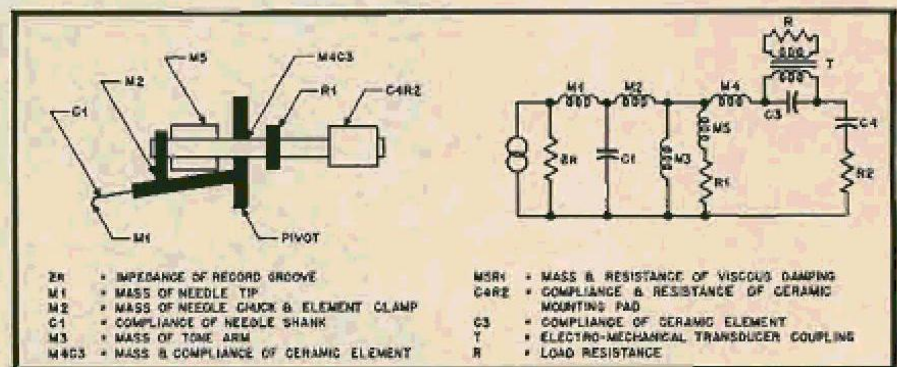 M5
M4C3
M2
R1
C4R2
C1
M1
PIVOT
R
T
M1
M2
M4
C3
C4
M5
ZR
C1
M3
R1
R2
ZR = IMPEDANCE OF RECORD GROOVE
M1 = MASS OF NEEDLE TIP
M2 = MASS OF NEEDLE CHUCK & ELEMENT CLAMP
C1 = COMPLIANCE OF NEEDLE SHANK
M3 = MASS OF TONE ARM
M4C3 = MASS & COMPLIANCE OF CERAMIC ELEMENT
M5R1 = MASS & RESISTANCE OF VISCOUS DAMPING
C4R2 = COMPLIANCE & RESISTANCE OF CERAMIC
MOUNTING PAD
C3 = COMPLIANCE OF CERAMIC ELEMENT
T = ELECTRO-MECHANICAL TRANSDUCER COUPLING
R = LOAD RESISTANCE